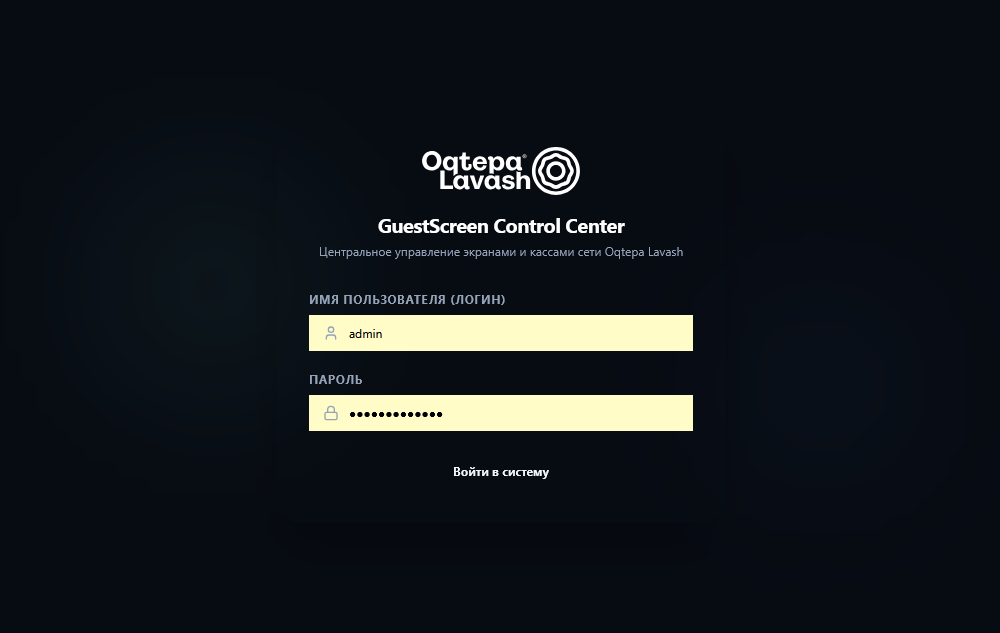 Oqtepa®
Lavash
GuestScreen Control Center
Центральное управление экранами и кассами сети Oqtepa Lavash
ИМЯ ПОЛЬЗОВАТЕЛЯ (ЛОГИН)
admin
ПАРОЛЬ
•••••••••••••
Войти в систему